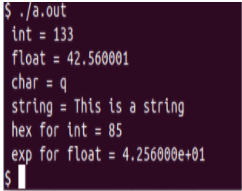 $ ./a.out
int = 133
float = 42.560001
char = q
string = This is a string
hex for int = 85
exp for float = 4.256000e+01
$